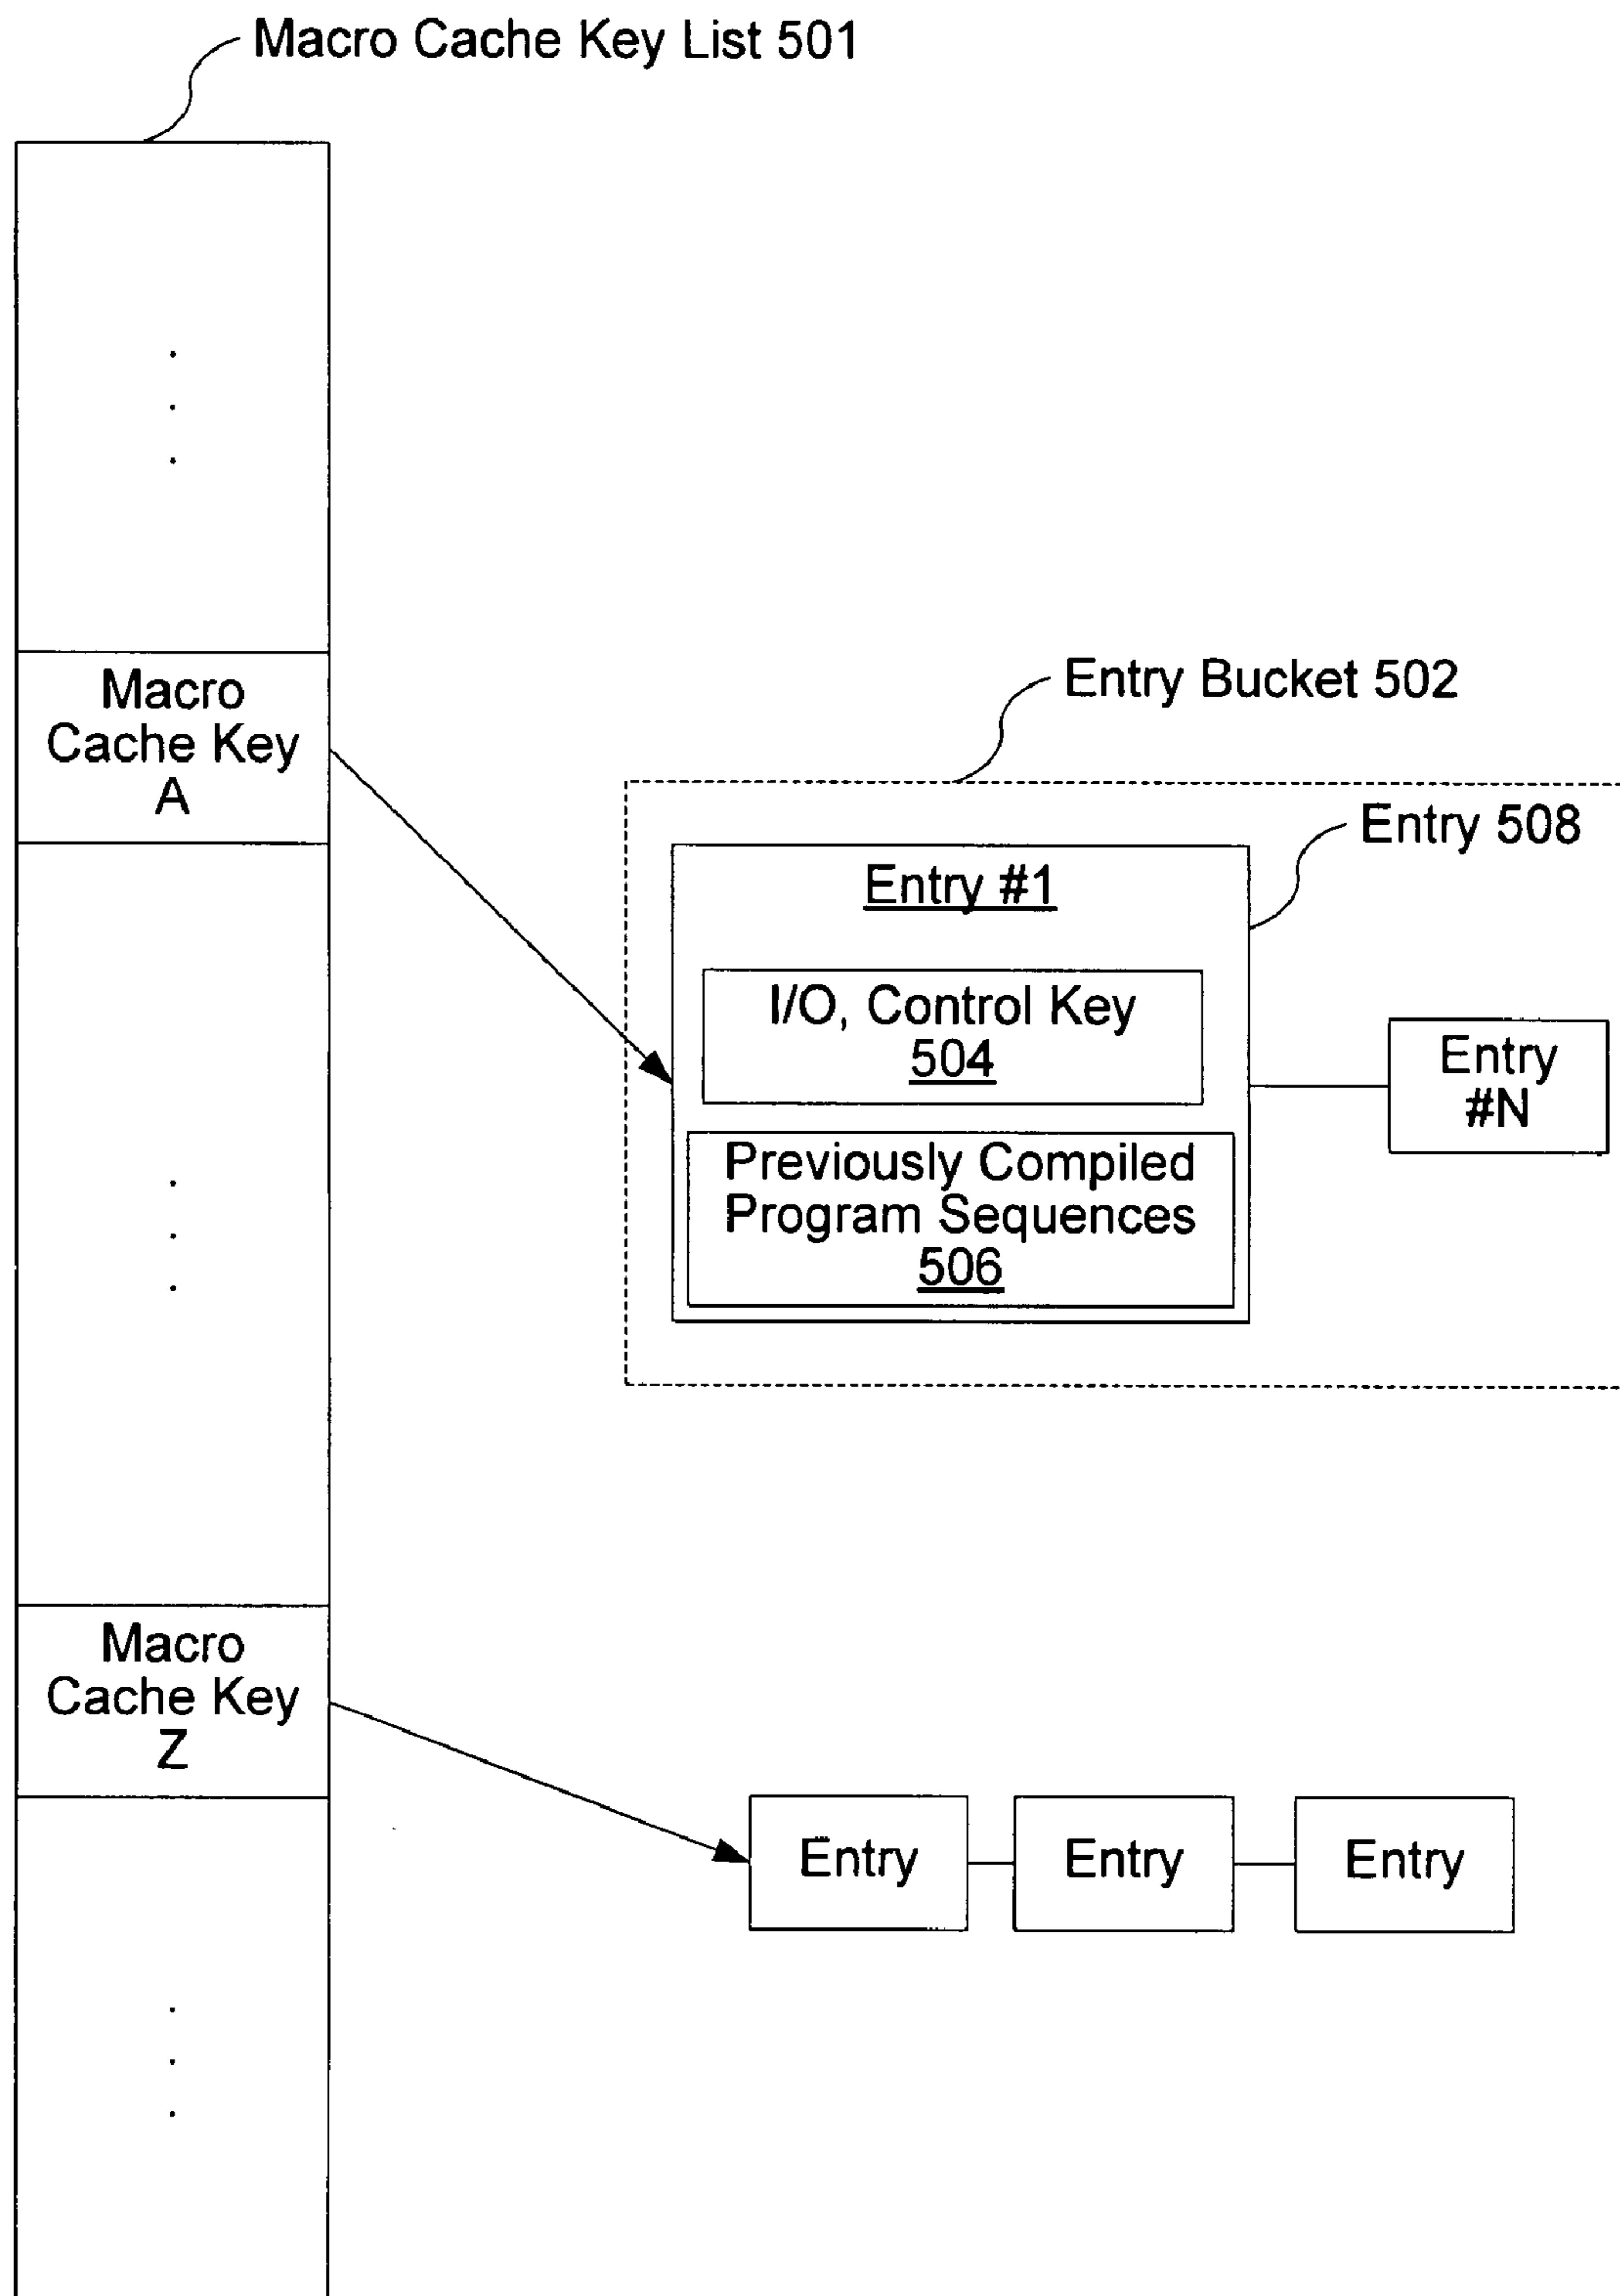 Macro Cache Key List 501
Macro
Cache Key
A
Entry Bucket 502
Entry 508
Entry #1
I/O, Control Key
504
Previously Compiled
Program Sequences
506
Entry
#N
Macro
Cache Key
Z
Entry
Entry
Entry